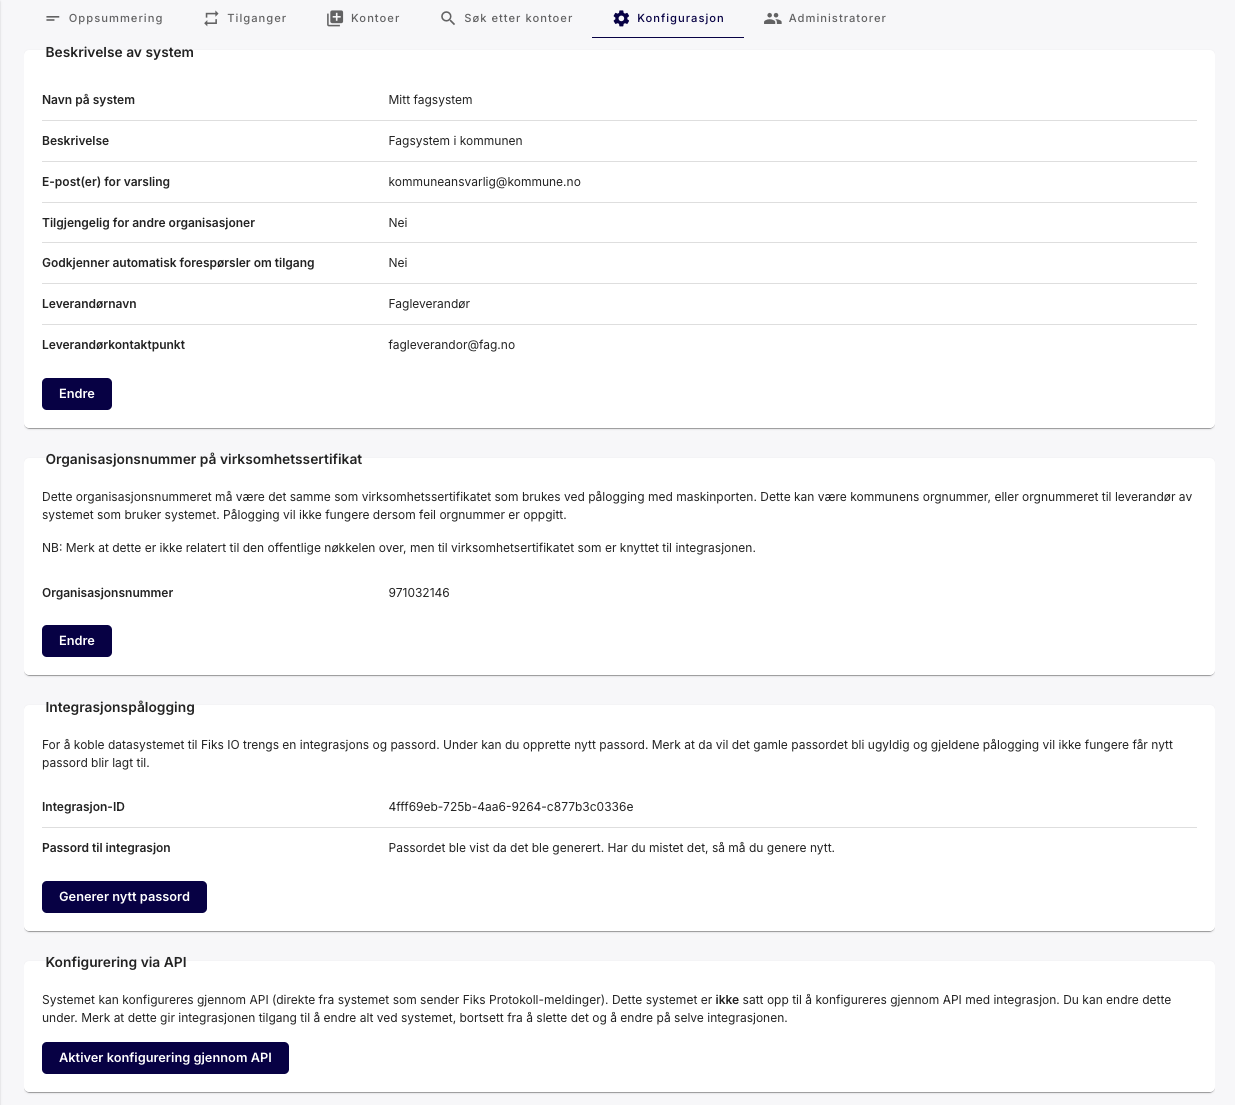 Oppsummering
Tilganger
Kontoer
Søk etter kontoer
Konfigurasjon
Administratorer
Beskrivelse av system
Navn på system
Mitt fagsystem
Beskrivelse
Fagsystem i kommunen
E-post(er) for varsling
kommuneansvarlig@kommune.no
Tilgjengelig for andre organisasjoner
Nei
Godkjenner automatisk forespørsler om tilgang
Nei
Leverandørnavn
Fagleverandør
Leverandørkontaktpunkt
fagleverandor@fag.no
Endre
Organisasjonsnummer på virksomhetssertifikat
Dette organisasjonsnummeret må være det samme som virksomhetssertifikatet som brukes ved pålogging med maskinporten. Dette kan være kommunens orgnummer, eller orgnummeret til leverandør av
systemet som bruker systemet. Pålogging vil ikke fungere dersom feil orgnummer er oppgitt.
NB: Merk at dette er ikke relatert til den offentlige nøkkelen over, men til virksomhetsertifikatet som er knyttet til integrasjonen.
Organisasjonsnummer
971032146
Endre
Integrasjonspålogging
For å koble datasystemet til Fiks IO trengs en integrasjons og passord. Under kan du opprette nytt passord. Merk at da vil det gamle passordet bli ugyldig og gjeldene pålogging vil ikke fungere får nytt
passord blir lagt til.
Integrasjon-ID
4fff69eb-725b-4aa6-9264-c877b3c0336e
Passord til integrasjon
Passordet ble vist da det ble generert. Har du mistet det, så må du genere nytt.
Generer nytt passord
Konfigurering via API
Systemet kan konfigureres gjennom API (direkte fra systemet som sender Fiks Protokoll-meldinger). Dette systemet er ikke satt opp til å konfigureres gjennom API med integrasjon. Du kan endre dette
under. Merk at dette gir integrasjonen tilgang til å endre alt ved systemet, bortsett fra å slette det og å endre på selve integrasjonen.
Aktiver konfigurering gjennom API